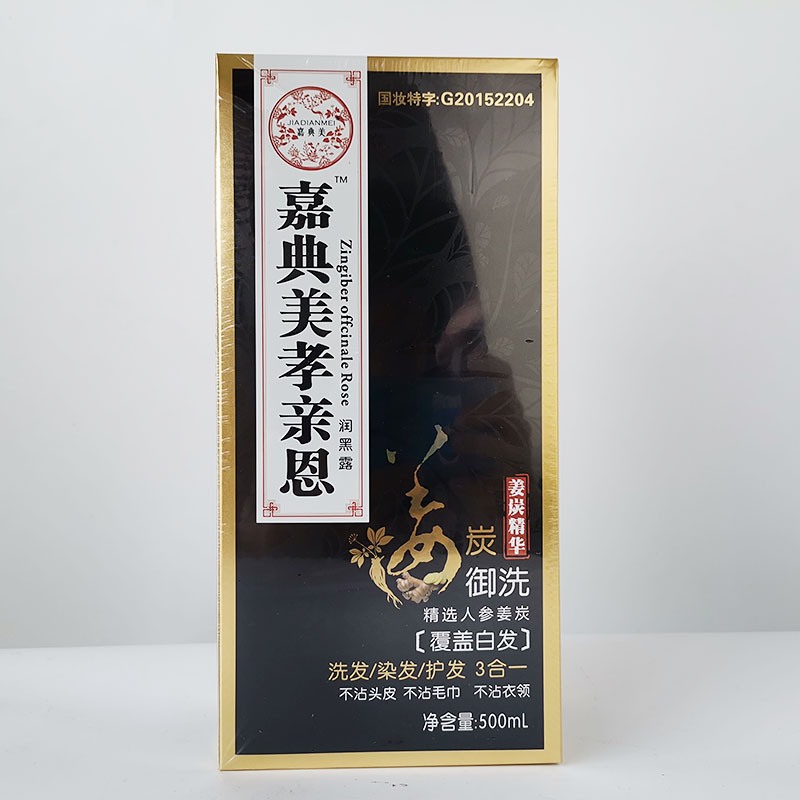 国妆特字:G20152204
JIADIANMEI
嘉典美
TM
嘉典美孝亲恩
Zingiber offcinale Rose
润黑露
姜炭精华
姜
炭
御洗
精选人参姜炭
〔覆盖白发〕
洗发/染发/护发 3合一
不沾头皮 不沾毛巾 不沾衣领
净含量:500mL